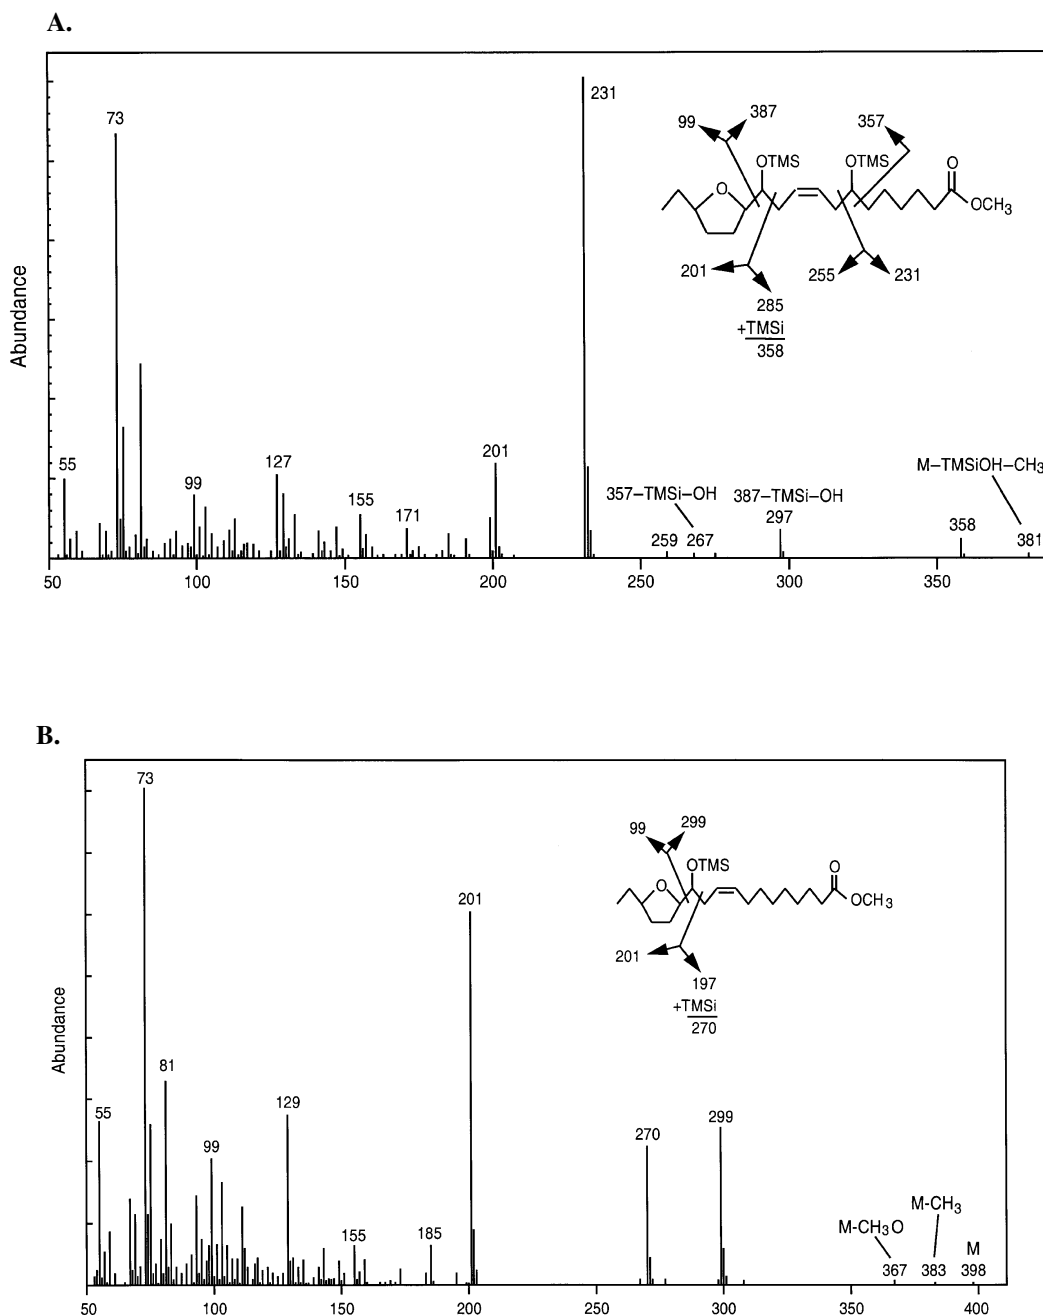 A.
Abundance
73
55
99
127
155
171
201
231
357–TMSi–OH
259
267
387–TMSi–OH
297
M–TMSiOH–CH3
358
381
99
387
357
OTMS
OTMS
O
O
OCH3
201
285
+TMSi
358
255
231
50
100
150
200
250
300
350
B.
Abundance
73
55
81
99
129
155
185
201
270
299
M-CH3O
M-CH3
M
367
383
398
99
299
OTMS
O
O
OCH3
201
197
+TMSi
270
50
100
150
200
250
300
350
400